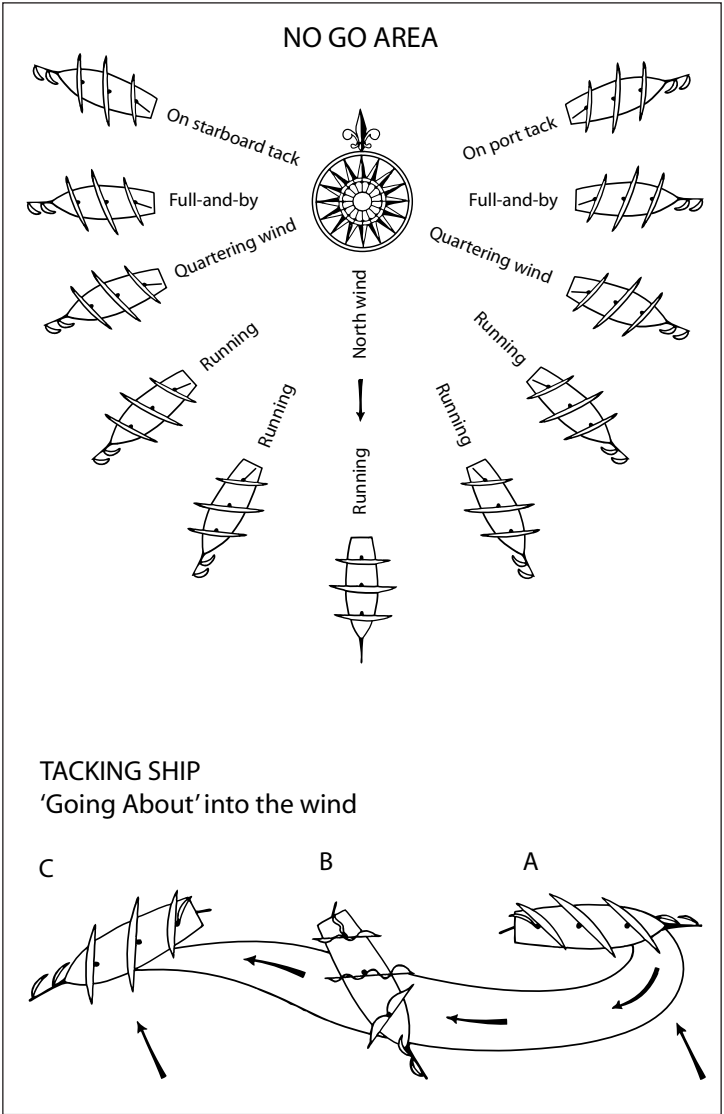 NO GO AREA
On starboard tack
On port tack
Full-and-by
Full-and-by
Quartering wind
Quartering wind
North wind
Running
Running
Running
Running
Running
TACKING SHIP
‘Going About’ into the wind
C
B
A